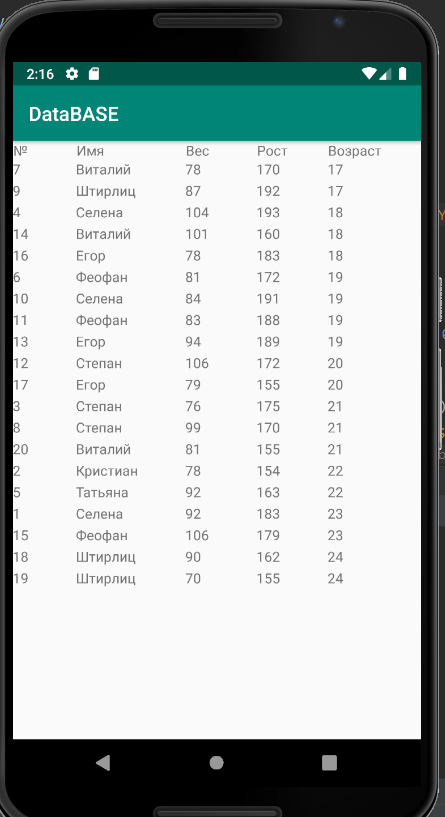 2:16
DataBASE
№ Имя Вес Рост Возраст
7 Виталий 78 170 17
9 Штирлиц 87 192 17
4 Селена 104 193 18
14 Виталий 101 160 18
16 Егор 78 183 18
6 Феофан 81 172 19
10 Селена 84 191 19
11 Феофан 83 188 19
13 Егор 94 189 19
12 Степан 106 172 20
17 Егор 79 155 20
3 Степан 76 175 21
8 Степан 99 170 21
20 Виталий 81 155 21
2 Кристиан 78 154 22
5 Татьяна 92 163 22
1 Селена 92 183 23
15 Феофан 106 179 23
18 Штирлиц 90 162 24
19 Штирлиц 70 155 24